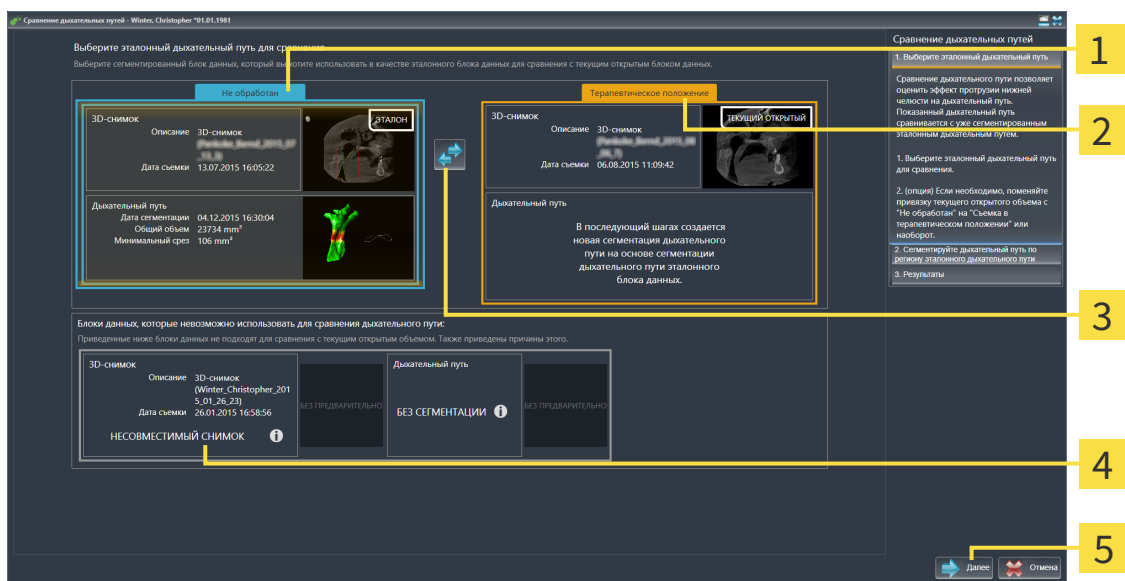 Сравнение дыхательных путей - Winter, Christopher *01.01.1981
Выберите эталонный дыхательный путь для сравнения
Выберите сегментированный блок данных, который вы хотите использовать в качестве эталонного блока данных для сравнения с текущим открытым блоком данных.
Не обработан
3D-снимок
Описание 3D-снимок
Дата съемки 13.07.2015 16:05:22
ЭТАЛОН
Дыхательный путь
Дата сегментации 04.12.2015 16:30:04
Общий объем 23734 mm³
Минимальный срез 106 mm²
Терапевтическое положение
3D-снимок
Описание 3D-снимок
Дата съемки 06.08.2015 11:09:42
ТЕКУЩИЙ ОТКРЫТЫЙ
Дыхательный путь
В последующий шагах создается
новая сегментация дыхательного
пути на основе сегментации
дыхательного пути эталонного
блока данных.
Блоки данных, которые невозможно использовать для сравнения дыхательного пути:
Приведенные ниже блоки данных не подходят для сравнения с текущим открытым объемом. Также приведены причины этого.
3D-снимок
Описание 3D-снимок
(Winter_Christopher_201
5_01_26_23)
Дата съемки 26.01.2015 16:58:56
НЕСОВМЕСТИМЫЙ СНИМОК
БЕЗ ПРЕДВАРИТЕЛЬНО
Дыхательный путь
БЕЗ СЕГМЕНТАЦИИ
БЕЗ ПРЕДВАРИТЕЛЬНО
Сравнение дыхательных путей
1. Выберите эталонный дыхательный путь
Сравнение дыхательного пути позволяет
оценить эффект протрузии нижней
челюсти на дыхательный путь.
Показанный дыхательный путь
сравнивается с уже сегментированным
эталонным дыхательным путем.
1. Выберите эталонный дыхательный путь
для сравнения.
2. (опция) Если необходимо, поменяйте
привязку текущего открытого объема с
"Не обработан" на "Съемка в
терапевтическом положении" или
наоборот.
2. Сегментируйте дыхательный путь по
региону эталонного дыхательного пути
3. Результаты
Далее
Отмена
1
2
3
4
5